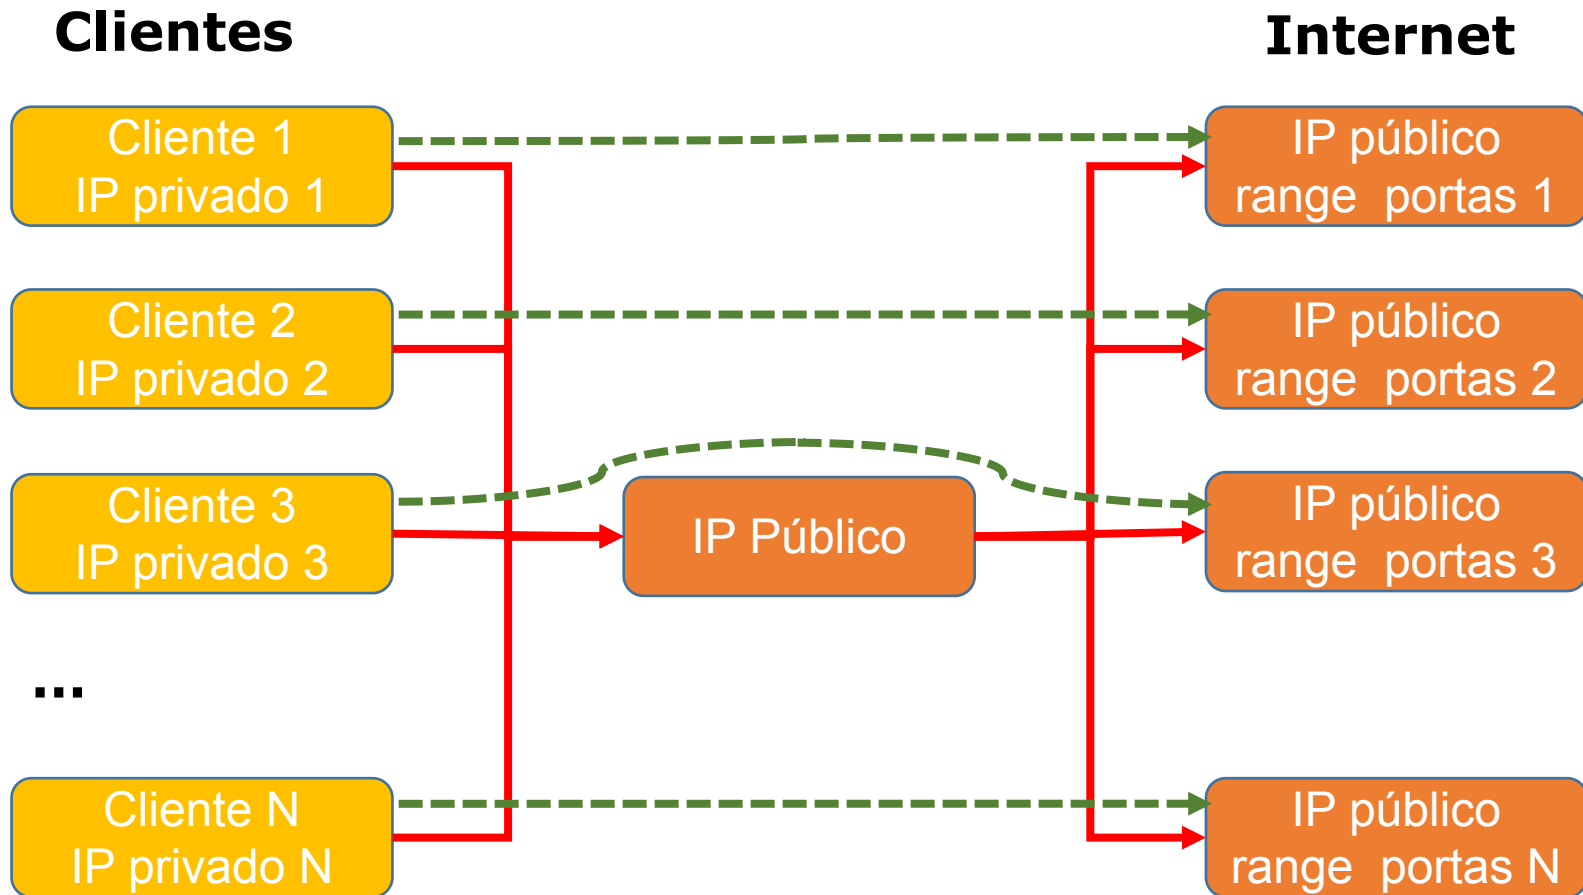 Clientes
Internet
Cliente 1
IP privado 1
IP público
range portas 1
Cliente 2
IP privado 2
IP público
range portas 2
Cliente 3
IP privado 3
IP Público
IP público
range portas 3
...
Cliente N
IP privado N
IP público
range portas N